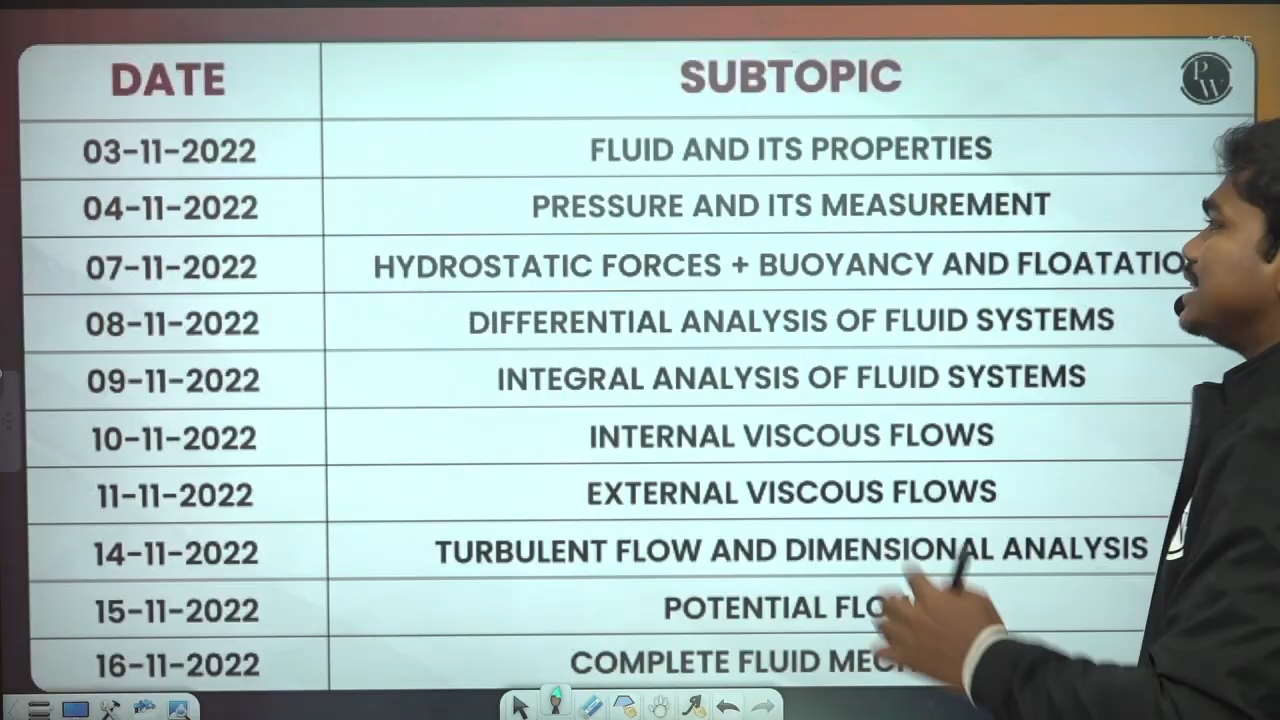 DATE SUBTOPIC
PW
03-11-2022 FLUID AND ITS PROPERTIES
04-11-2022 PRESSURE AND ITS MEASUREMENT
07-11-2022 HYDROSTATIC FORCES + BUOYANCY AND FLOATATIO
08-11-2022 DIFFERENTIAL ANALYSIS OF FLUID SYSTEMS
09-11-2022 INTEGRAL ANALYSIS OF FLUID SYSTEMS
10-11-2022 INTERNAL VISCOUS FLOWS
11-11-2022 EXTERNAL VISCOUS FLOWS
14-11-2022 TURBULENT FLOW AND DIMENSIONAL ANALYSIS
15-11-2022 POTENTIAL FLO
16-11-2022 COMPLETE FLUID MEC